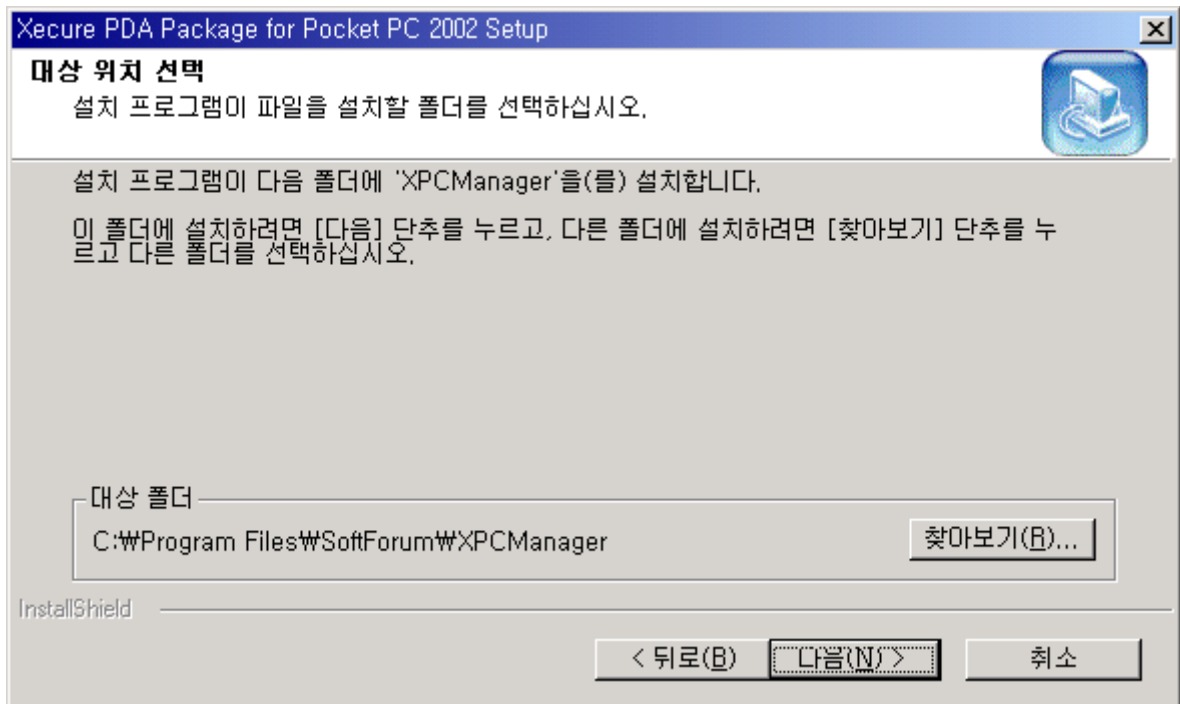 Xecure PDA Package for Pocket PC 2002 Setup
대상 위치 선택
설치 프로그램이 파일을 설치할 폴더를 선택하십시오.
설치 프로그램이 다음 폴더에 'XPCManager'을(를) 설치합니다.
이 폴더에 설치하려면 [다음] 단추를 누르고, 다른 폴더에 설치하려면 [찾아보기] 단추를 누
르고 다른 폴더를 선택하십시오.
대상 폴더
C:₩Program Files₩SoftForum₩XPCManager
찾아보기(R)...
InstallShield
< 뒤로(B)
다음(N) >
취소